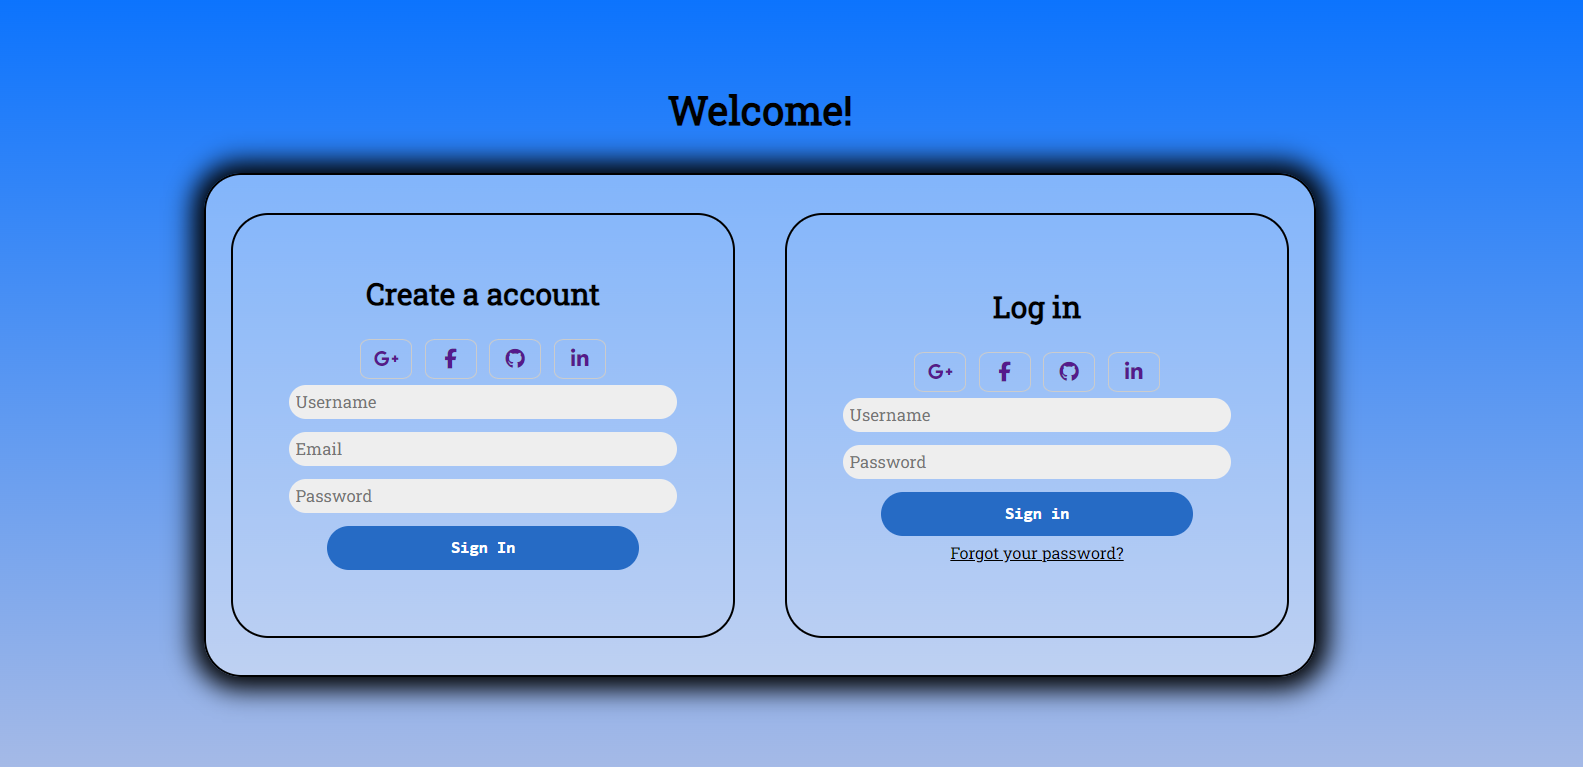 Welcome!
Create a account
G+ f in
Username
Email
Password
Sign In
Log in
G+ f in
Username
Password
Sign in
Forgot your password?